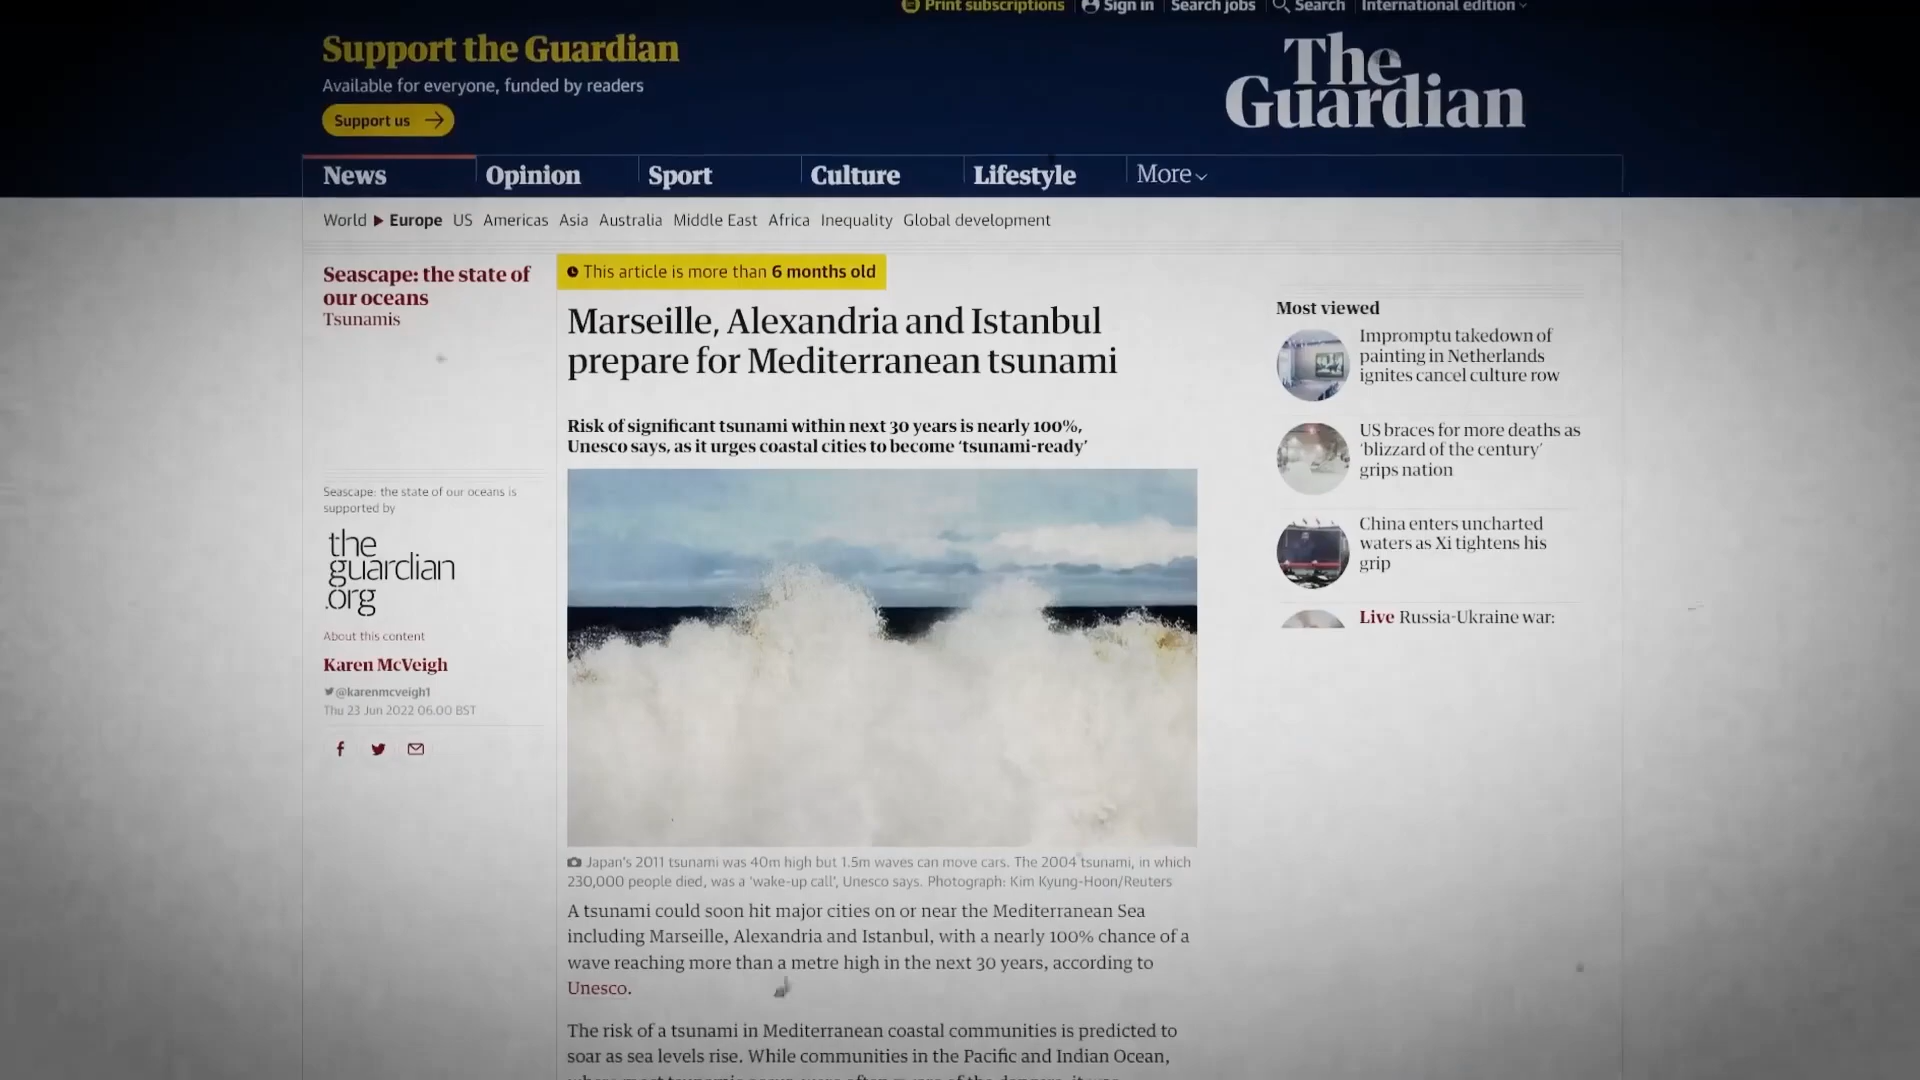 Print subscriptions
Sign in
Search jobs
Search
International edition
Support the Guardian
Available for everyone, funded by readers
Support us
The
Guardian
News
Opinion
Sport
Culture
Lifestyle
More
World
Europe
US
Americas
Asia
Australia
Middle East
Africa
Inequality
Global development
Seascape: the state of
our oceans
Tsunamis
This article is more than 6 months old
Marseille, Alexandria and Istanbul
prepare for Mediterranean tsunami
Risk of significant tsunami within next 30 years is nearly 100%,
Unesco says, as it urges coastal cities to become ‘tsunami-ready’
Seascape: the state of our oceans is
supported by
the
guardian
.org
About this content
Karen McVeigh
@karenmcveigh1
Thu 23 Jun 2022 06.00 BST
Japan's 2011 tsunami was 40m high but 1.5m waves can move cars. The 2004 tsunami, in which
230,000 people died, was a ‘wake-up call’, Unesco says. Photograph: Kim Kyung-Hoon/Reuters
A tsunami could soon hit major cities on or near the Mediterranean Sea
including Marseille, Alexandria and Istanbul, with a nearly 100% chance of a
wave reaching more than a metre high in the next 30 years, according to
Unesco.
The risk of a tsunami in Mediterranean coastal communities is predicted to
soar as sea levels rise. While communities in the Pacific and Indian Ocean,
Most viewed
Impromptu takedown of
painting in Netherlands
ignites cancel culture row
US braces for more deaths as
‘blizzard of the century’
grips nation
China enters uncharted
waters as Xi tightens his
grip
Live Russia-Ukraine war: